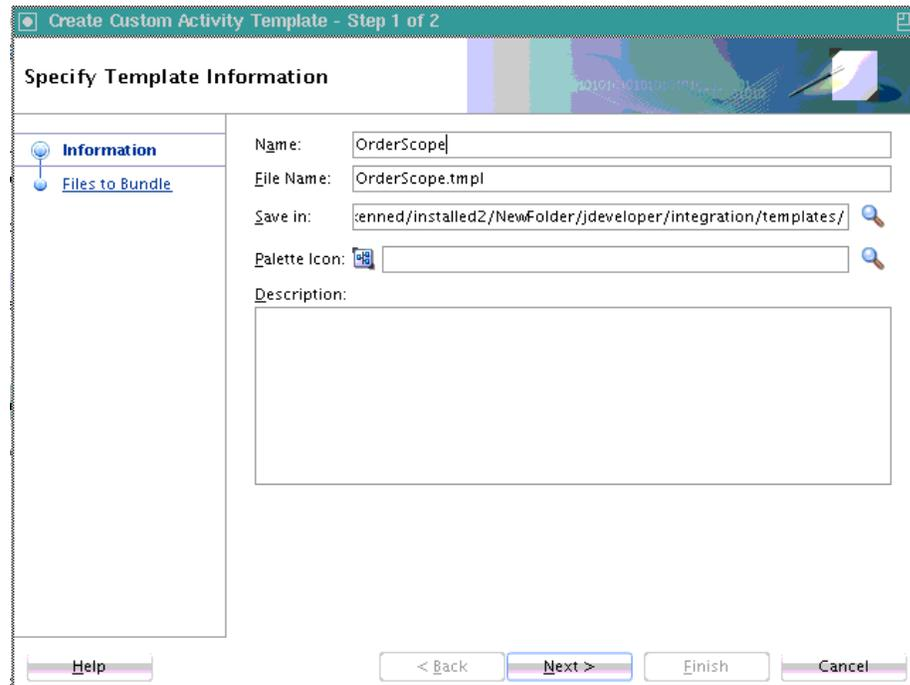 Create Custom Activity Template - Step 1 of 2
Specify Template Information
Information
Files to Bundle
Name: OrderScope
File Name: OrderScope.tmpl
Save in: :enned/installed2/NewFolder/jdeveloper/integration/templates/
Palette Icon:
Description:
Help
< Back
Next >
Finish
Cancel